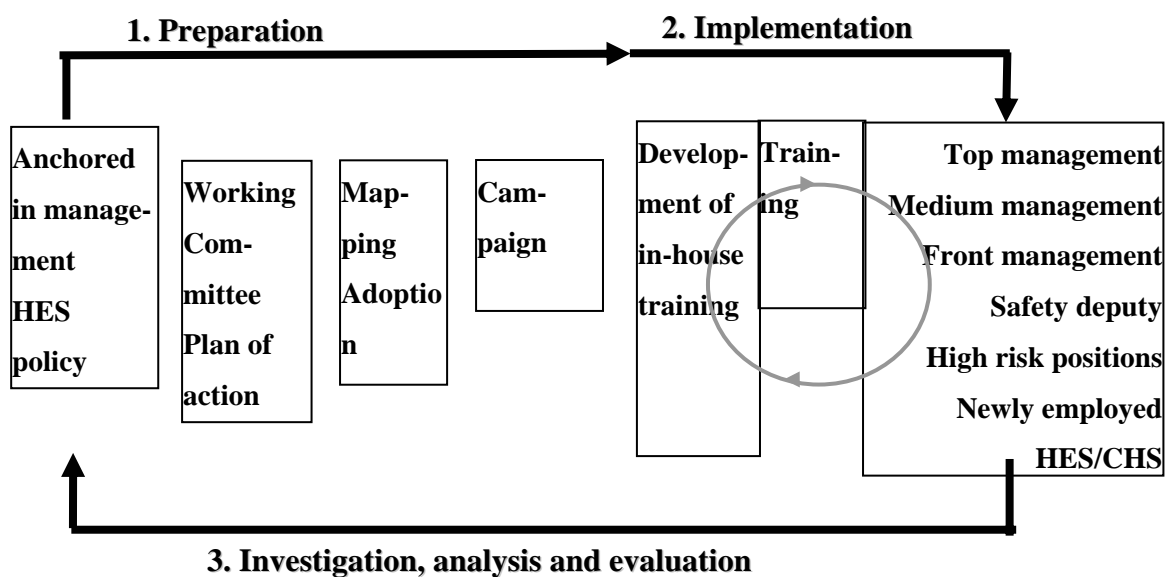 1. Preparation
2. Implementation
Anchored
in manage-
ment
HES
policy
Working
Com-
mittee
Plan of
action
Map-
ping
Adoptio
n
Cam-
paign
Develop-
ment of
in-house
training
Train-
ing
Top management
Medium management
Front management
Safety deputy
High risk positions
Newly employed
HES/CHS
3. Investigation, analysis and evaluation